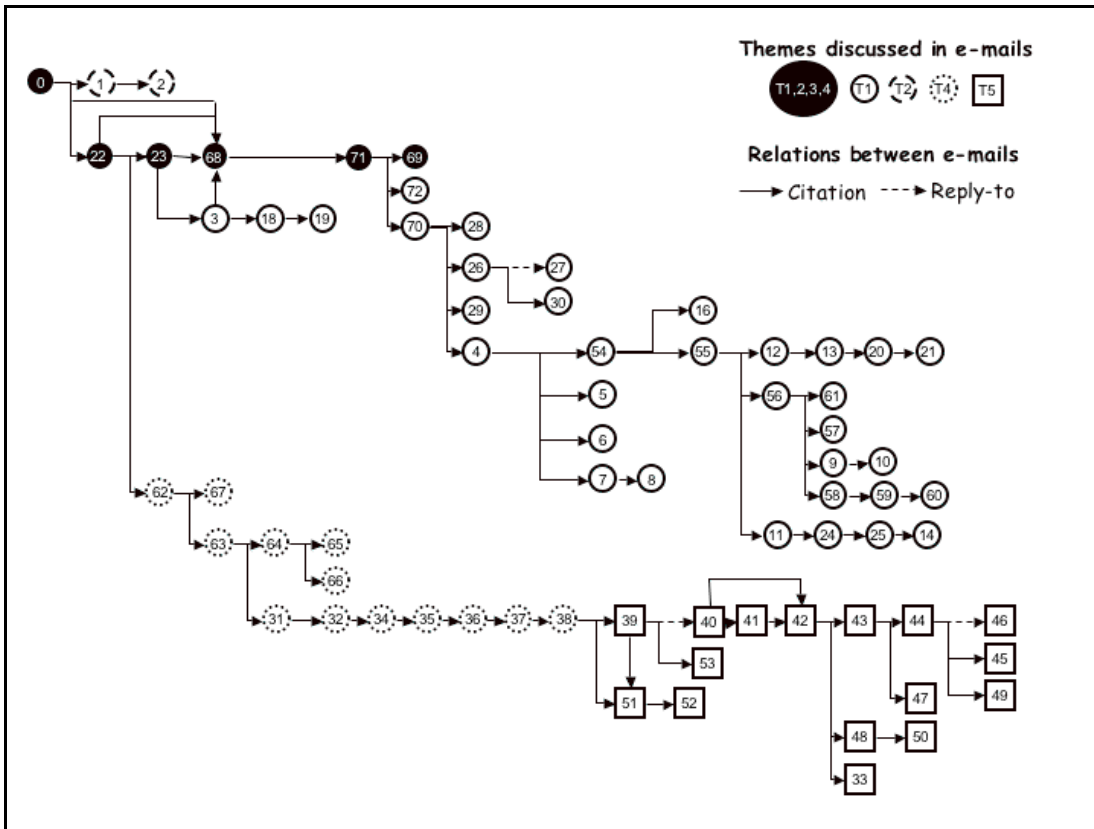 Themes discussed in e-mails
T1,2,3,4 T1 T2 T4 T5
Relations between e-mails
Citation Reply-to
0 1 2
22 23 68 71 69
72
3 18 19
70 28
26 27
30
29
16
4 54 55 12 13 20 21
5 56 61
57
6
9 10
7 8
62 67 58 59 60
63 64 65 11 24 25 14
66
31 32 34 35 36 37 38 39 40 41 42 43 44 46
53 45
51 52 47 49
48 50
33